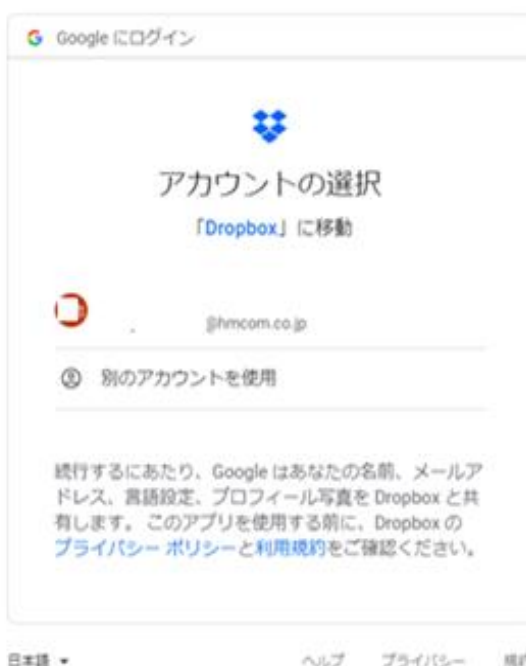 Google にログイン
アカウントの選択
「Dropbox」に移動
@hmcom.co.jp
別のアカウントを使用
続行するにあたり、Google はあなたの名前、メールア
ドレス、言語設定、プロフィール写真を Dropbox と共
有します。このアプリを使用する前に、Dropbox の
プライバシー ポリシーと利用規約をご確認ください。
日本語 ヘルプ プライバシー 規約